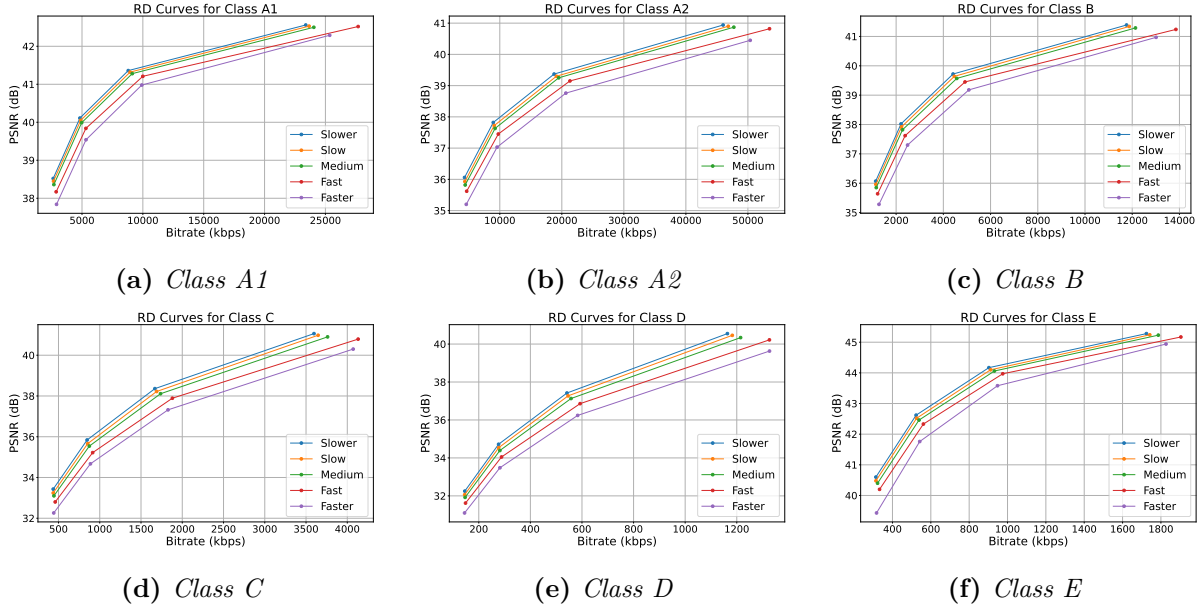 RD Curves for Class A1
PSNR (dB)
42
41
40
39
38
5000 10000 15000 20000 25000
Bitrate (kbps)
Slower
Slow
Medium
Fast
Faster
(a) Class A1
RD Curves for Class A2
PSNR (dB)
41
40
39
38
37
36
35
10000 20000 30000 40000 50000
Bitrate (kbps)
Slower
Slow
Medium
Fast
Faster
(b) Class A2
RD Curves for Class B
PSNR (dB)
41
40
39
38
37
36
35
2000 4000 6000 8000 10000 12000 14000
Bitrate (kbps)
Slower
Slow
Medium
Fast
Faster
(c) Class B
RD Curves for Class C
PSNR (dB)
40
38
36
34
32
500 1000 1500 2000 2500 3000 3500 4000
Bitrate (kbps)
Slower
Slow
Medium
Fast
Faster
(d) Class C
RD Curves for Class D
PSNR (dB)
40
38
36
34
32
200 400 600 800 1000 1200
Bitrate (kbps)
Slower
Slow
Medium
Fast
Faster
(e) Class D
RD Curves for Class E
PSNR (dB)
45
44
43
42
41
40
400 600 800 1000 1200 1400 1600 1800
Bitrate (kbps)
Slower
Slow
Medium
Fast
Faster
(f) Class E